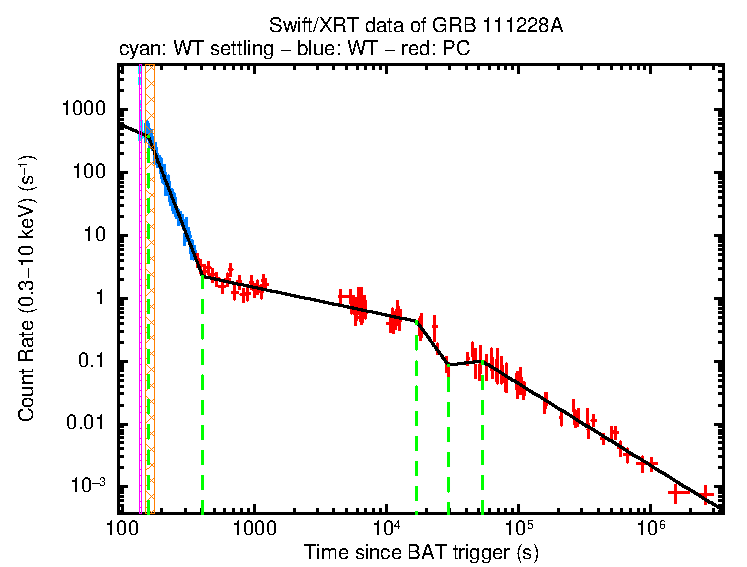 Swift/XRT data of GRB 111228A
cyan: WT settling − blue: WT − red: PC
Count Rate (0.3−10 keV) (s⁻¹)
1000
100
10
1
0.1
0.01
10⁻³
100 1000 10⁴ 10⁵ 10⁶
Time since BAT trigger (s)